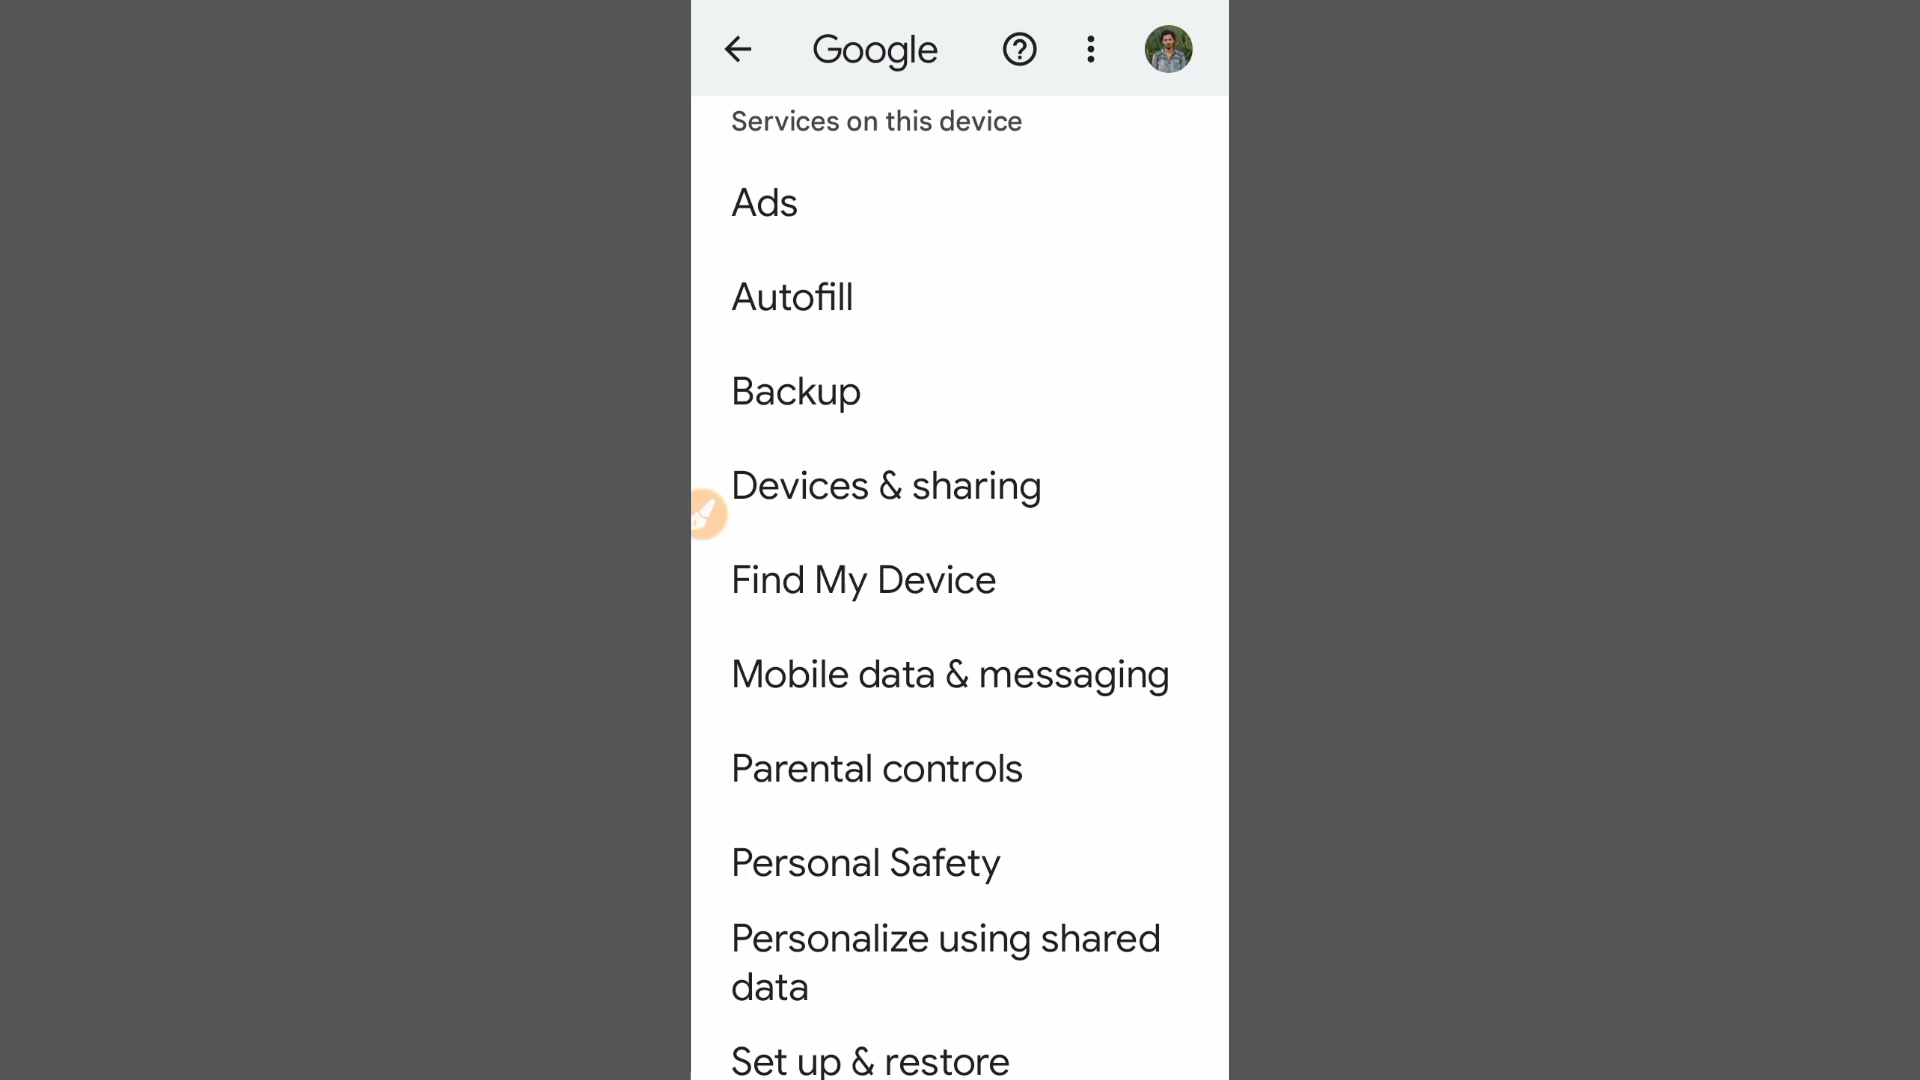 Google
Services on this device
Ads
Autofill
Backup
Devices & sharing
Find My Device
Mobile data & messaging
Parental controls
Personal Safety
Personalize using shared
data
Set up & restore